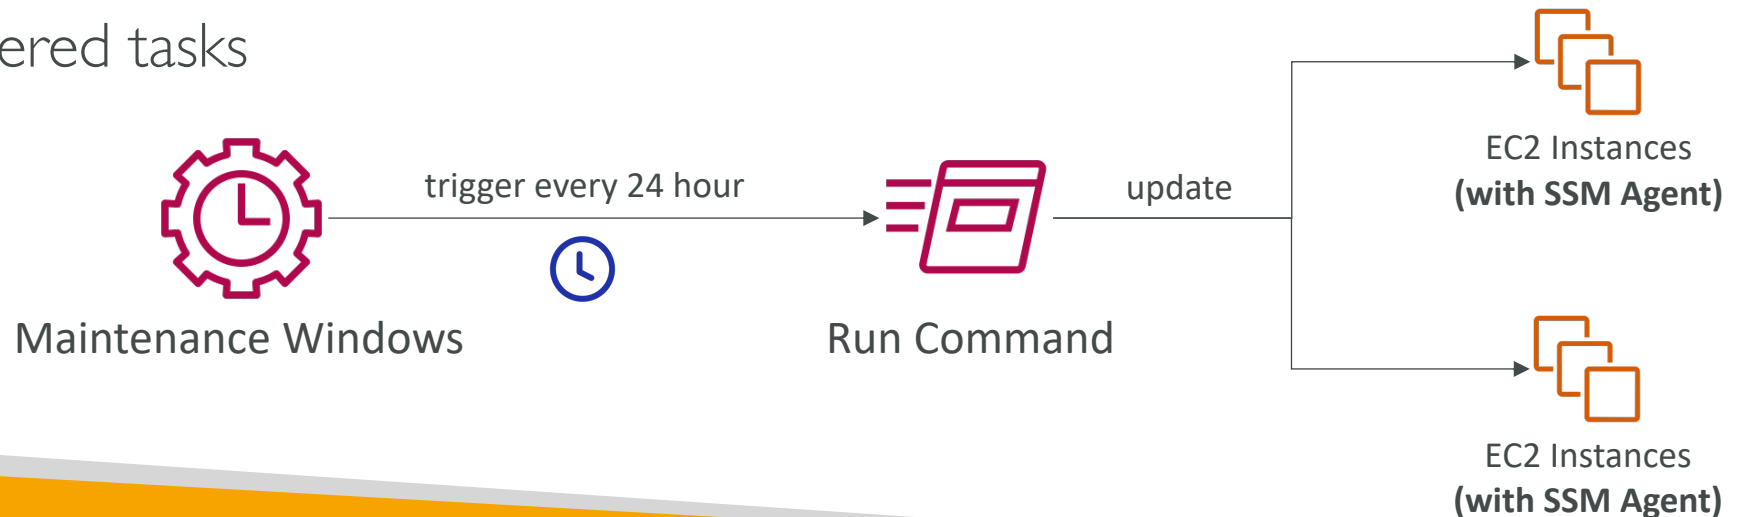 ered tasks
trigger every 24 hour
update
Maintenance Windows
Run Command
EC2 Instances
(with SSM Agent)
EC2 Instances
(with SSM Agent)